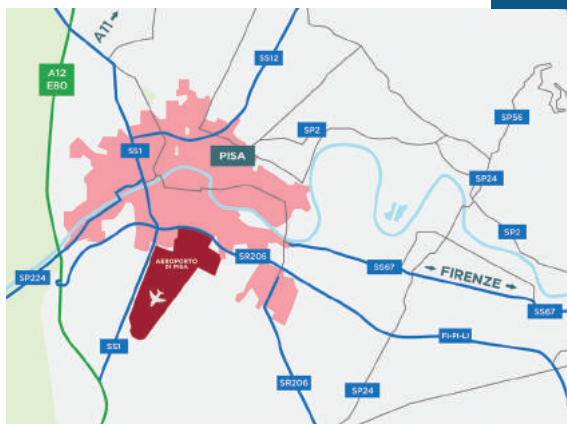 A11
A12
E80
SS12
SP56
SP2
SS1
PISA
SP24
SP2
AEROPORTO
DI PISA
SR206
SS67
FIRENZE
SP224
SS67
FI-PI-LI
SS1
SR206
SP24